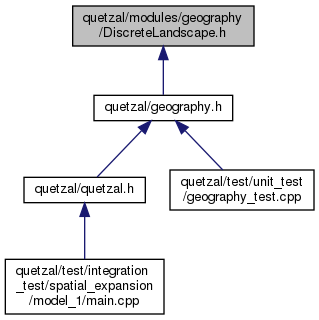 quetzal/modules/geography
/DiscreteLandscape.h
quetzal/geography.h
quetzal/quetzal.h
quetzal/test/unit_test
/geography_test.cpp
quetzal/test/integration
_test/spatial_expansion
/model_1/main.cpp